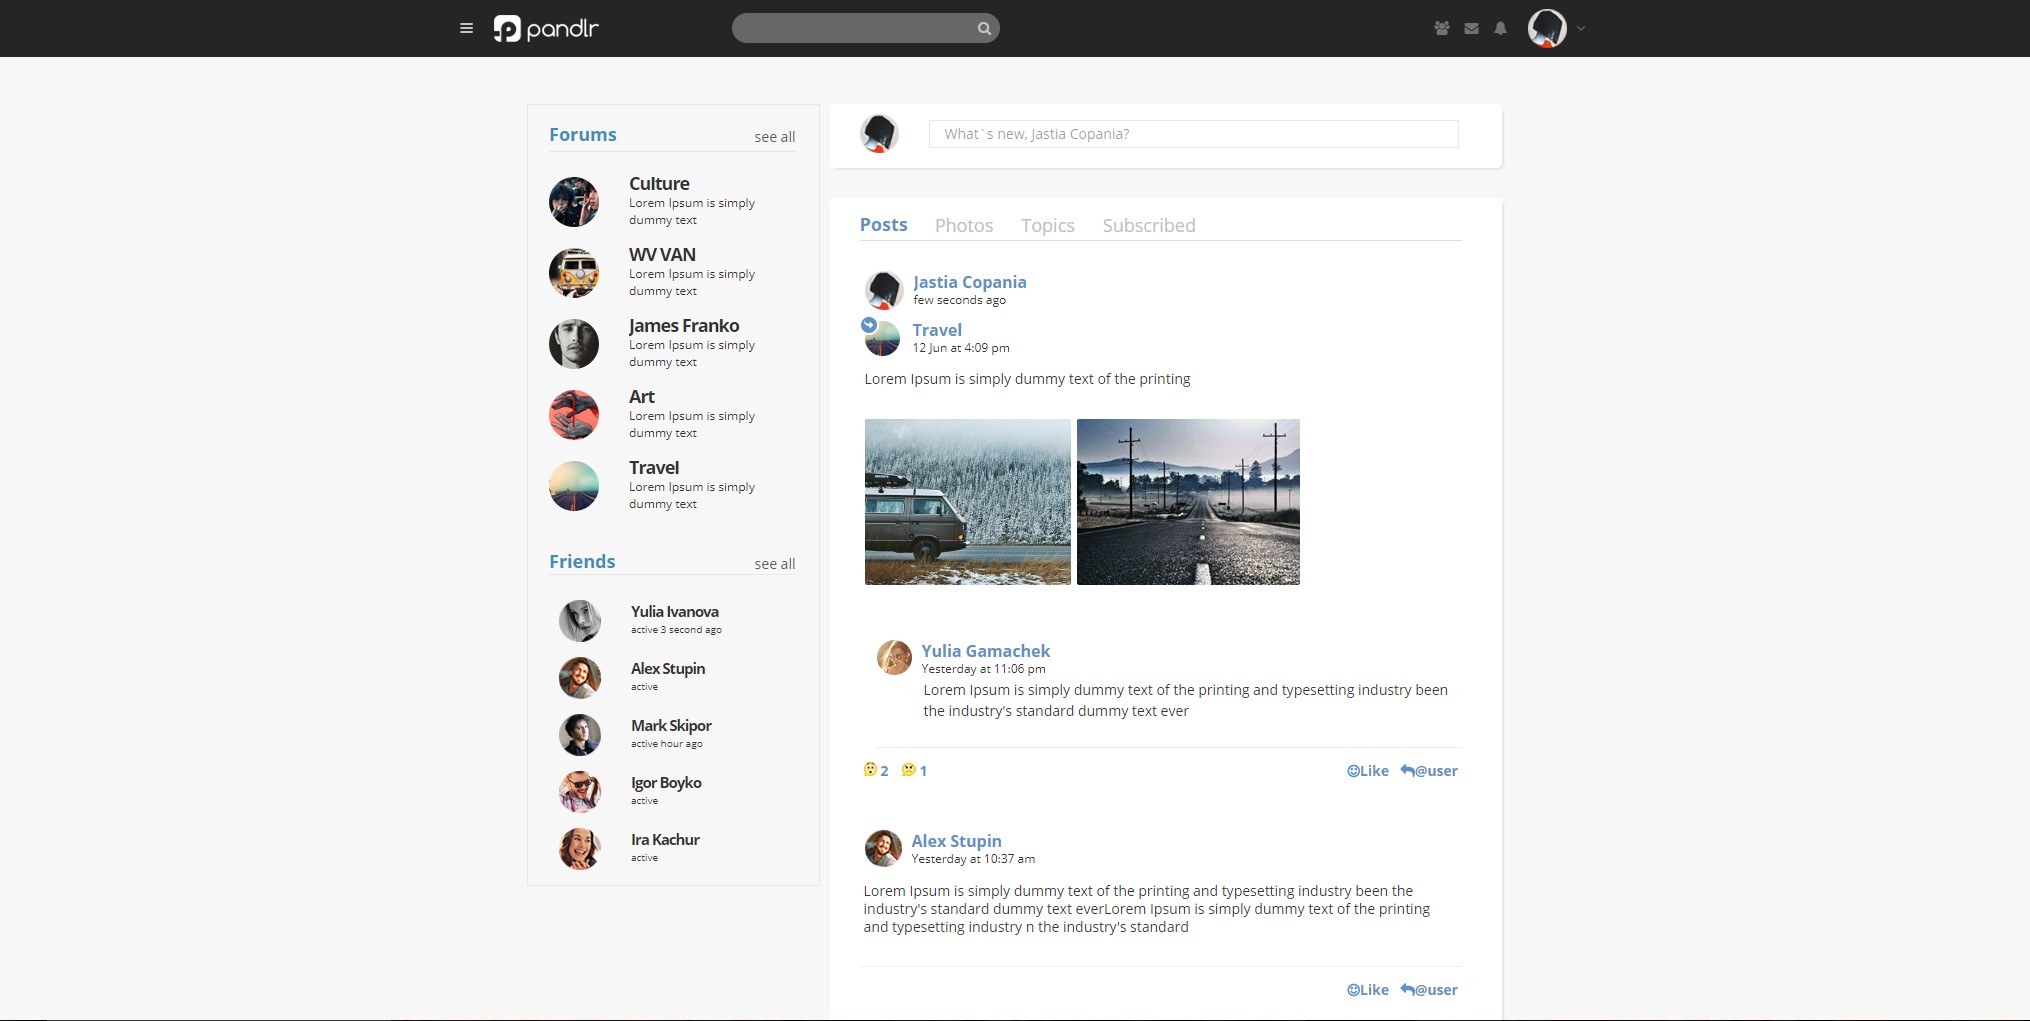 pandlr
Forums
see all
Culture
Lorem Ipsum is simply
dummy text
WV VAN
Lorem Ipsum is simply
dummy text
James Franko
Lorem Ipsum is simply
dummy text
Art
Lorem Ipsum is simply
dummy text
Travel
Lorem Ipsum is simply
dummy text
Friends
see all
Yulia Ivanova
active 3 second ago
Alex Stupin
active
Mark Skipor
active hour ago
Igor Boyko
active
Ira Kachur
active
What`s new, Jastia Copania?
Posts Photos Topics Subscribed
Jastia Copania
few seconds ago
Travel
12 Jun at 4:09 pm
Lorem Ipsum is simply dummy text of the printing
Yulia Gamachek
Yesterday at 11:06 pm
Lorem Ipsum is simply dummy text of the printing and typesetting industry been
the industry's standard dummy text ever
2 1 Like @user
Alex Stupin
Yesterday at 10:37 am
Lorem Ipsum is simply dummy text of the printing and typesetting industry been the
industry's standard dummy text everLorem Ipsum is simply dummy text of the printing
and typesetting industry n the industry's standard
Like @user